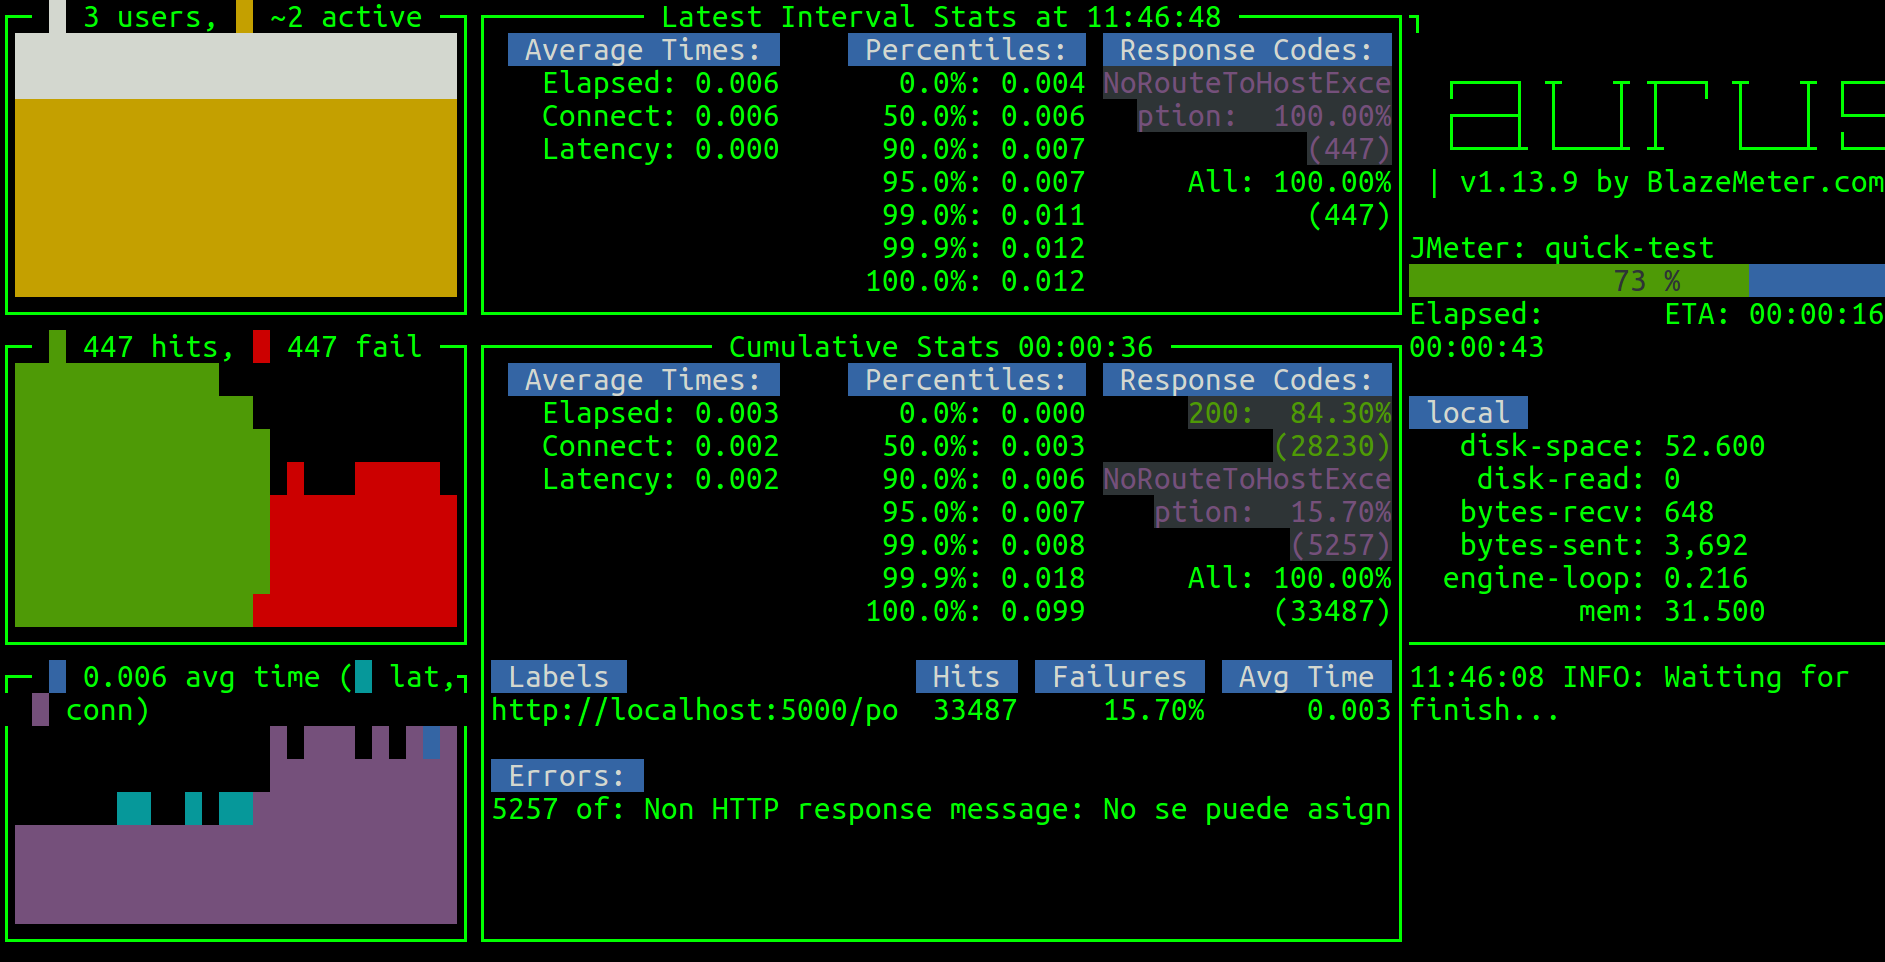 3 users, ~2 active
447 hits, 447 fail
0.006 avg time ( lat,
conn)
Latest Interval Stats at 11:46:48
Average Times: Percentiles: Response Codes:
Elapsed: 0.006 0.0%: 0.004 NoRouteToHostExce
Connect: 0.006 50.0%: 0.006 ption: 100.00%
Latency: 0.000 90.0%: 0.007 (447)
95.0%: 0.007 All: 100.00%
99.0%: 0.011 (447)
99.9%: 0.012
100.0%: 0.012
Cumulative Stats 00:00:36
Average Times: Percentiles: Response Codes:
Elapsed: 0.003 0.0%: 0.000 200: 84.30%
Connect: 0.002 50.0%: 0.003 (28230)
Latency: 0.002 90.0%: 0.006 NoRouteToHostExce
95.0%: 0.007 ption: 15.70%
99.0%: 0.008 (5257)
99.9%: 0.018 All: 100.00%
100.0%: 0.099 (33487)
Labels Hits Failures Avg Time
http://localhost:5000/po 33487 15.70% 0.003
Errors:
5257 of: Non HTTP response message: No se puede asign
aurus
| v1.13.9 by BlazeMeter.com
JMeter: quick-test
73 %
Elapsed: ETA: 00:00:16
00:00:43
local
disk-space: 52.600
disk-read: 0
bytes-recv: 648
bytes-sent: 3,692
engine-loop: 0.216
mem: 31.500
11:46:08 INFO: Waiting for
finish...